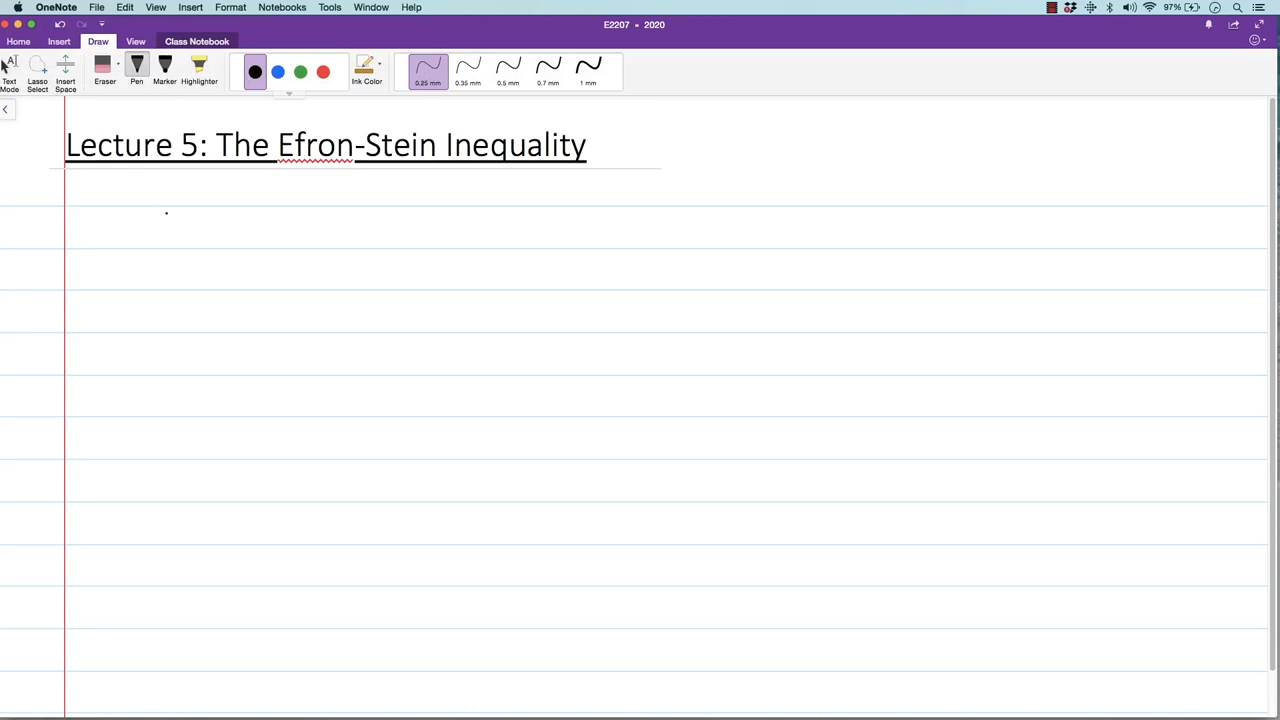 OneNote File Edit View Insert Format Notebooks Tools Window Help 97%
E2207 - 2020
Home Insert Draw View Class Notebook
Text Mode Lasso Select Insert Space Eraser Pen Marker Highlighter Ink Color 0.25 mm 0.35 mm 0.5 mm 0.7 mm 1 mm
Lecture 5: The Efron-Stein Inequality